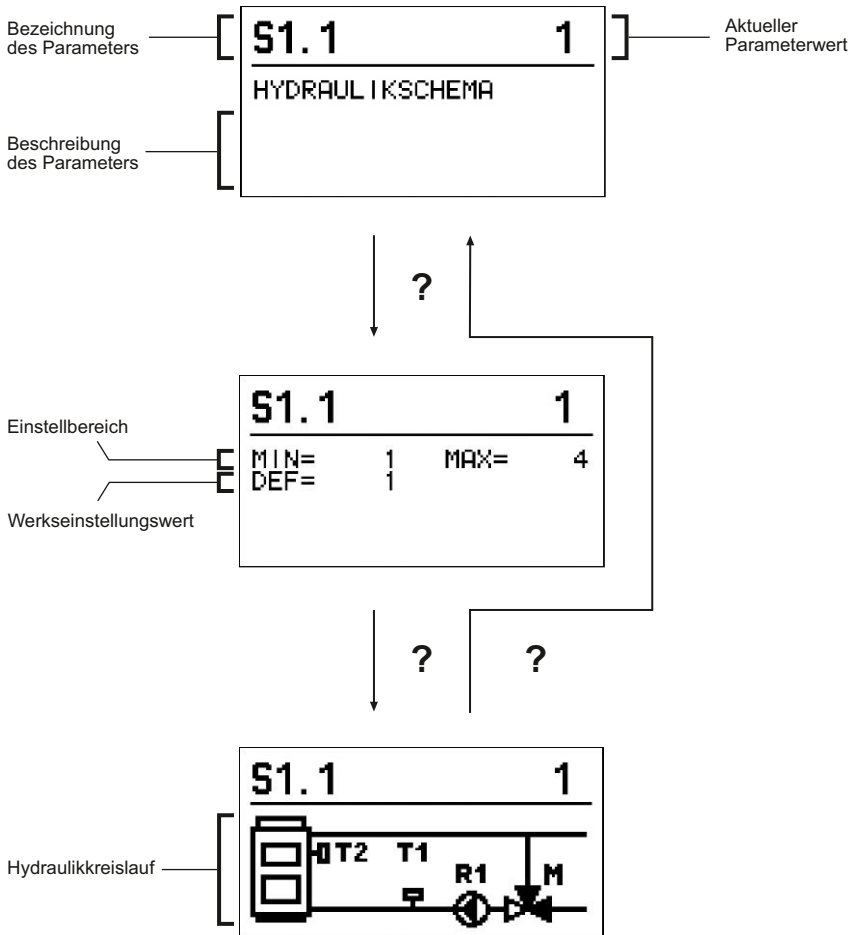 Bezeichnung
des Parameters
S1.1 1
Aktueller
Parameterwert
HYDRAULIKSCHEMA
Beschreibung
des Parameters
?
S1.1 1
Einstellbereich
MIN= 1 MAX= 4
DEF= 1
Werkseinstellungswert
? ?
S1.1 1
T2 T1
R1 M
Hydraulikkreislauf